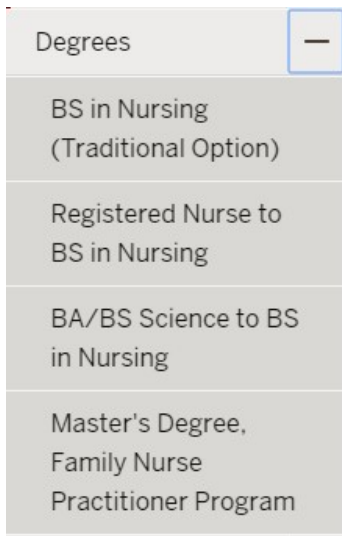 Degrees
BS in Nursing
(Traditional Option)
Registered Nurse to
BS in Nursing
BA/BS Science to BS
in Nursing
Master's Degree,
Family Nurse
Practitioner Program